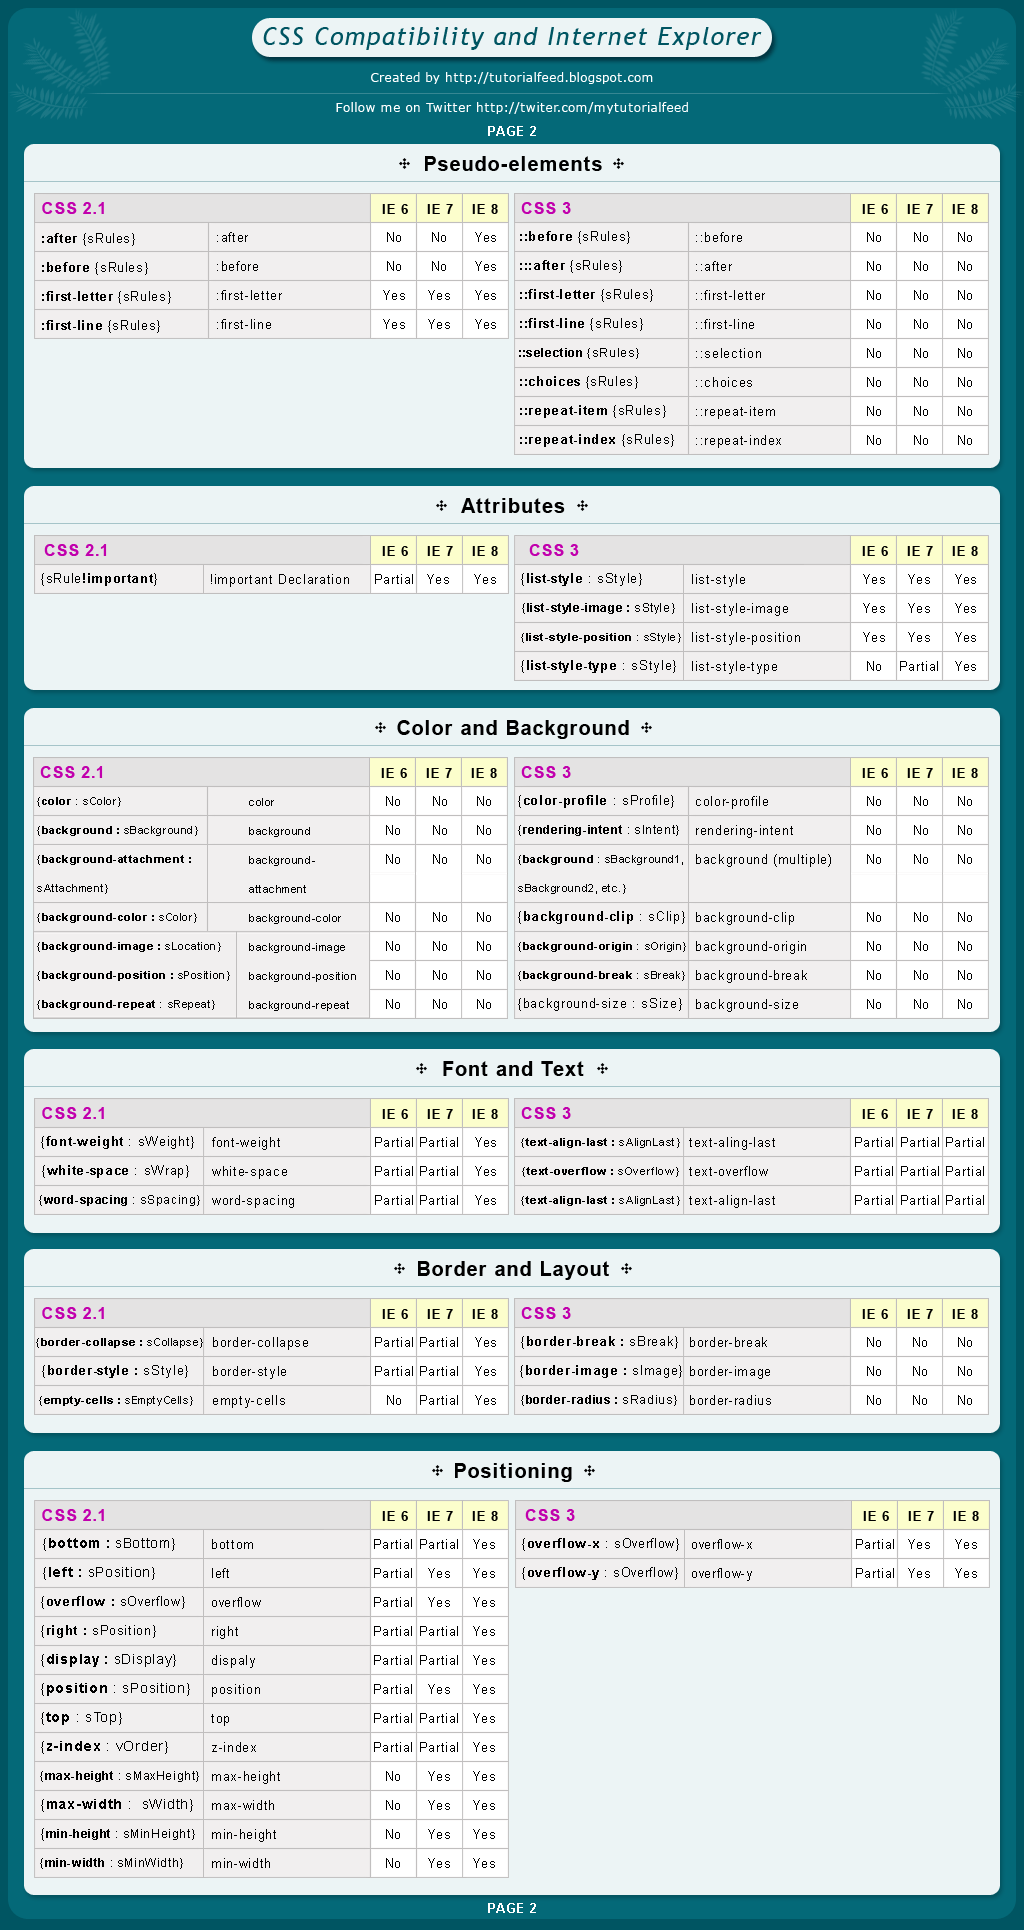 CSS Compatibility and Internet Explorer
Created by http://tutorialfeed.blogspot.com
Follow me on Twitter http://twiter.com/mytutorialfeed
PAGE 2
Pseudo-elements
CSS 2.1 IE 6 IE 7 IE 8
:after {sRules} :after No No Yes
:before {sRules} :before No No Yes
:first-letter {sRules} :first-letter Yes Yes Yes
:first-line {sRules} :first-line Yes Yes Yes
CSS 3 IE 6 IE 7 IE 8
::before {sRules} ::before No No No
:::after {sRules} ::after No No No
::first-letter {sRules} ::first-letter No No No
::first-line {sRules} ::first-line No No No
::selection {sRules} ::selection No No No
::choices {sRules} ::choices No No No
::repeat-item {sRules} ::repeat-item No No No
::repeat-index {sRules} ::repeat-index No No No
Attributes
CSS 2.1 IE 6 IE 7 IE 8
{sRule!important} !important Declaration Partial Yes Yes
CSS 3 IE 6 IE 7 IE 8
{list-style : sStyle} list-style Yes Yes Yes
{list-style-image : sStyle} list-style-image Yes Yes Yes
{list-style-position : sStyle} list-style-position Yes Yes Yes
{list-style-type : sStyle} list-style-type No Partial Yes
Color and Background
CSS 2.1 IE 6 IE 7 IE 8
{color : sColor} color No No No
{background : sBackground} background No No No
{background-attachment : background- No No No
sAttachment} attachment
{background-color : sColor} background-color No No No
{background-image : sLocation} background-image No No No
{background-position : sPosition} background-position No No No
{background-repeat : sRepeat} background-repeat No No No
CSS 3 IE 6 IE 7 IE 8
{color-profile : sProfile} color-profile No No No
{rendering-intent : sIntent} rendering-intent No No No
{background : sBackground1, background (multiple) No No No
sBackground2, etc.}
{background-clip : sClip} background-clip No No No
{background-origin : sOrigin} background-origin No No No
{background-break : sBreak} background-break No No No
{background-size : sSize} background-size No No No
Font and Text
CSS 2.1 IE 6 IE 7 IE 8
{font-weight : sWeight} font-weight Partial Partial Yes
{white-space : sWrap} white-space Partial Partial Yes
{word-spacing : sSpacing} word-spacing Partial Partial Yes
CSS 3 IE 6 IE 7 IE 8
{text-align-last : sAlignLast} text-aling-last Partial Partial Partial
{text-overflow : sOverflow} text-overflow Partial Partial Partial
{text-align-last : sAlignLast} text-align-last Partial Partial Partial
Border and Layout
CSS 2.1 IE 6 IE 7 IE 8
{border-collapse : sCollapse} border-collapse Partial Partial Yes
{border-style : sStyle} border-style Partial Partial Yes
{empty-cells : sEmptyCells} empty-cells No Partial Yes
CSS 3 IE 6 IE 7 IE 8
{border-break : sBreak} border-break No No No
{border-image : sImage} border-image No No No
{border-radius : sRadius} border-radius No No No
Positioning
CSS 2.1 IE 6 IE 7 IE 8
{bottom : sBottom} bottom Partial Partial Yes
{left : sPosition} left Partial Yes Yes
{overflow : sOverflow} overflow Partial Yes Yes
{right : sPosition} right Partial Partial Yes
{display : sDisplay} dispaly Partial Partial Yes
{position : sPosition} position Partial Yes Yes
{top : sTop} top Partial Partial Yes
{z-index : vOrder} z-index Partial Partial Yes
{max-height : sMaxHeight} max-height No Yes Yes
{max-width : sWidth} max-width No Yes Yes
{min-height : sMinHeight} min-height No Yes Yes
{min-width : sMinWidth} min-width No Yes Yes
CSS 3 IE 6 IE 7 IE 8
{overflow-x : sOverflow} overflow-x Partial Yes Yes
{overflow-y : sOverflow} overflow-y Partial Yes Yes
PAGE 2